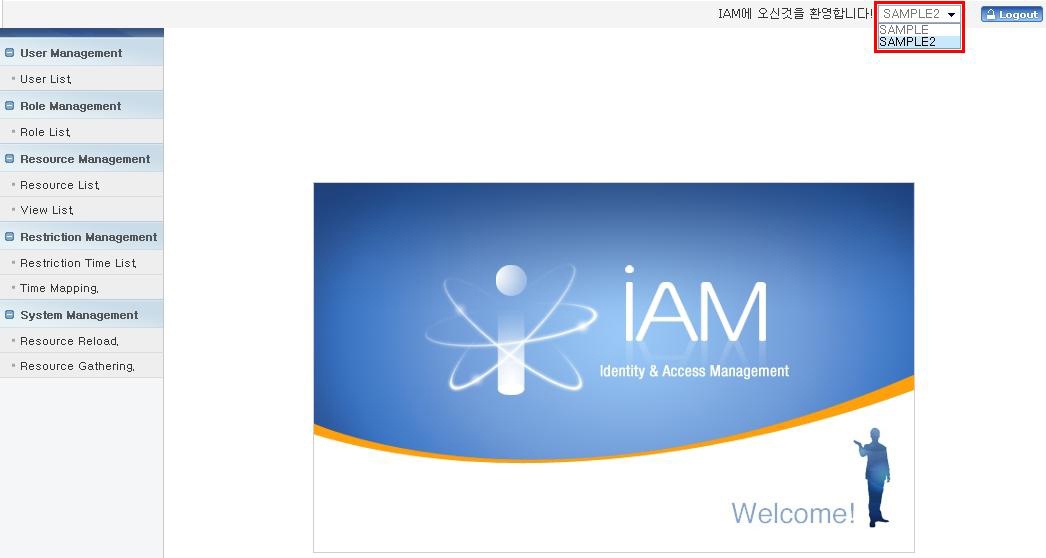 IAM에 오신것을 환영합니다! SAMPLE2 Logout
SAMPLE
SAMPLE2
User Management
User List.
Role Management
Role List.
Resource Management
Resource List.
View List.
Restriction Management
Restriction Time List.
Time Mapping.
System Management
Resource Reload.
Resource Gathering.
iAM
Identity & Access Management
Welcome!